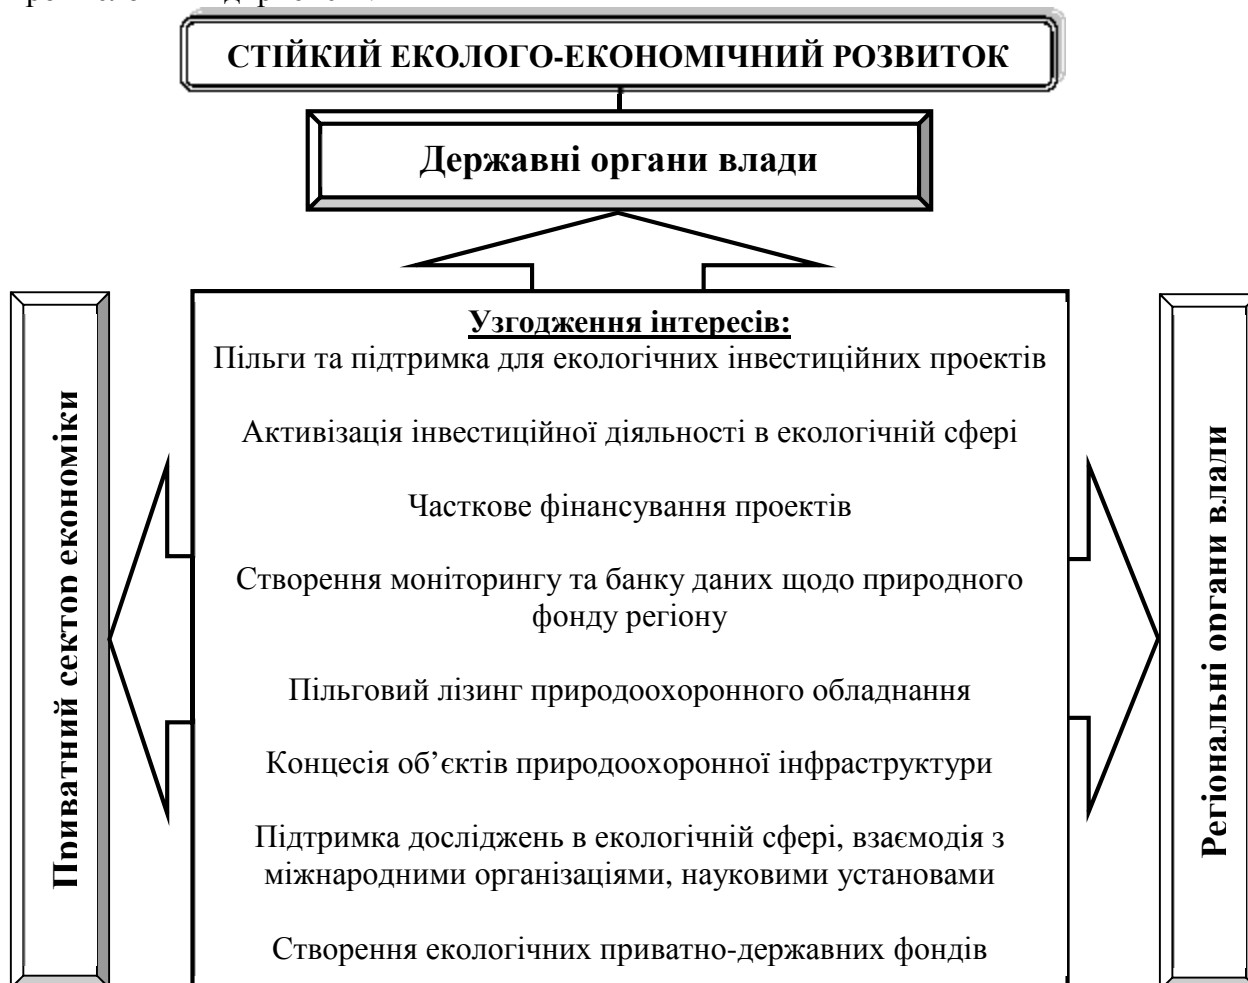 СТІЙКИЙ ЕКОЛОГО-ЕКОНОМІЧНИЙ РОЗВИТОК
Державні органи влади
Приватний сектор економіки
Узгодження інтересів:
Пільги та підтримка для екологічних інвестиційних проектів
Активізація інвестиційної діяльності в екологічній сфері
Часткове фінансування проектів
Створення моніторингу та банку даних щодо природного
фонду регіону
Пільговий лізинг природоохоронного обладнання
Концесія об’єктів природоохоронної інфраструктури
Підтримка досліджень в екологічній сфері, взаємодія з
міжнародними організаціями, науковими установами
Створення екологічних приватно-державних фондів
Регіональні органи влади